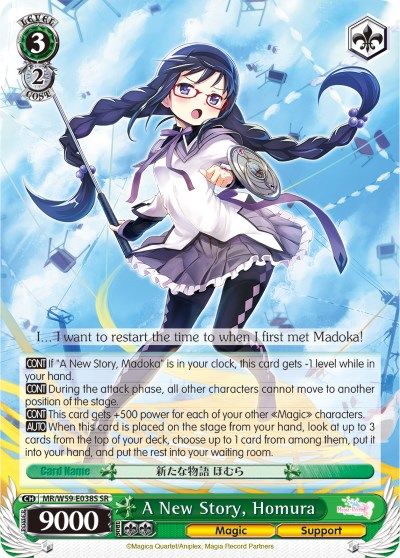 LEVEL
3
2
COST
I... I want to restart the time to when I first met Madoka!
CONT If "A New Story, Madoka" is in your clock, this card gets -1 level while in
your hand.
CONT During the attack phase, all other characters cannot move to another
position of the stage.
CONT This card gets +500 power for each of your other ≪Magic≫ characters.
AUTO When this card is placed on the stage from your hand, look at up to 3
cards from the top of your deck, choose up to 1 card from among them, put it
into your hand, and put the rest into your waiting room.
Card Name 新たな物語 ほむら
CH MR/W59-E038S SR
POWER 9000
A New Story, Homura
Magic Support
©Magica Quartet/Aniplex, Magia Record Partners